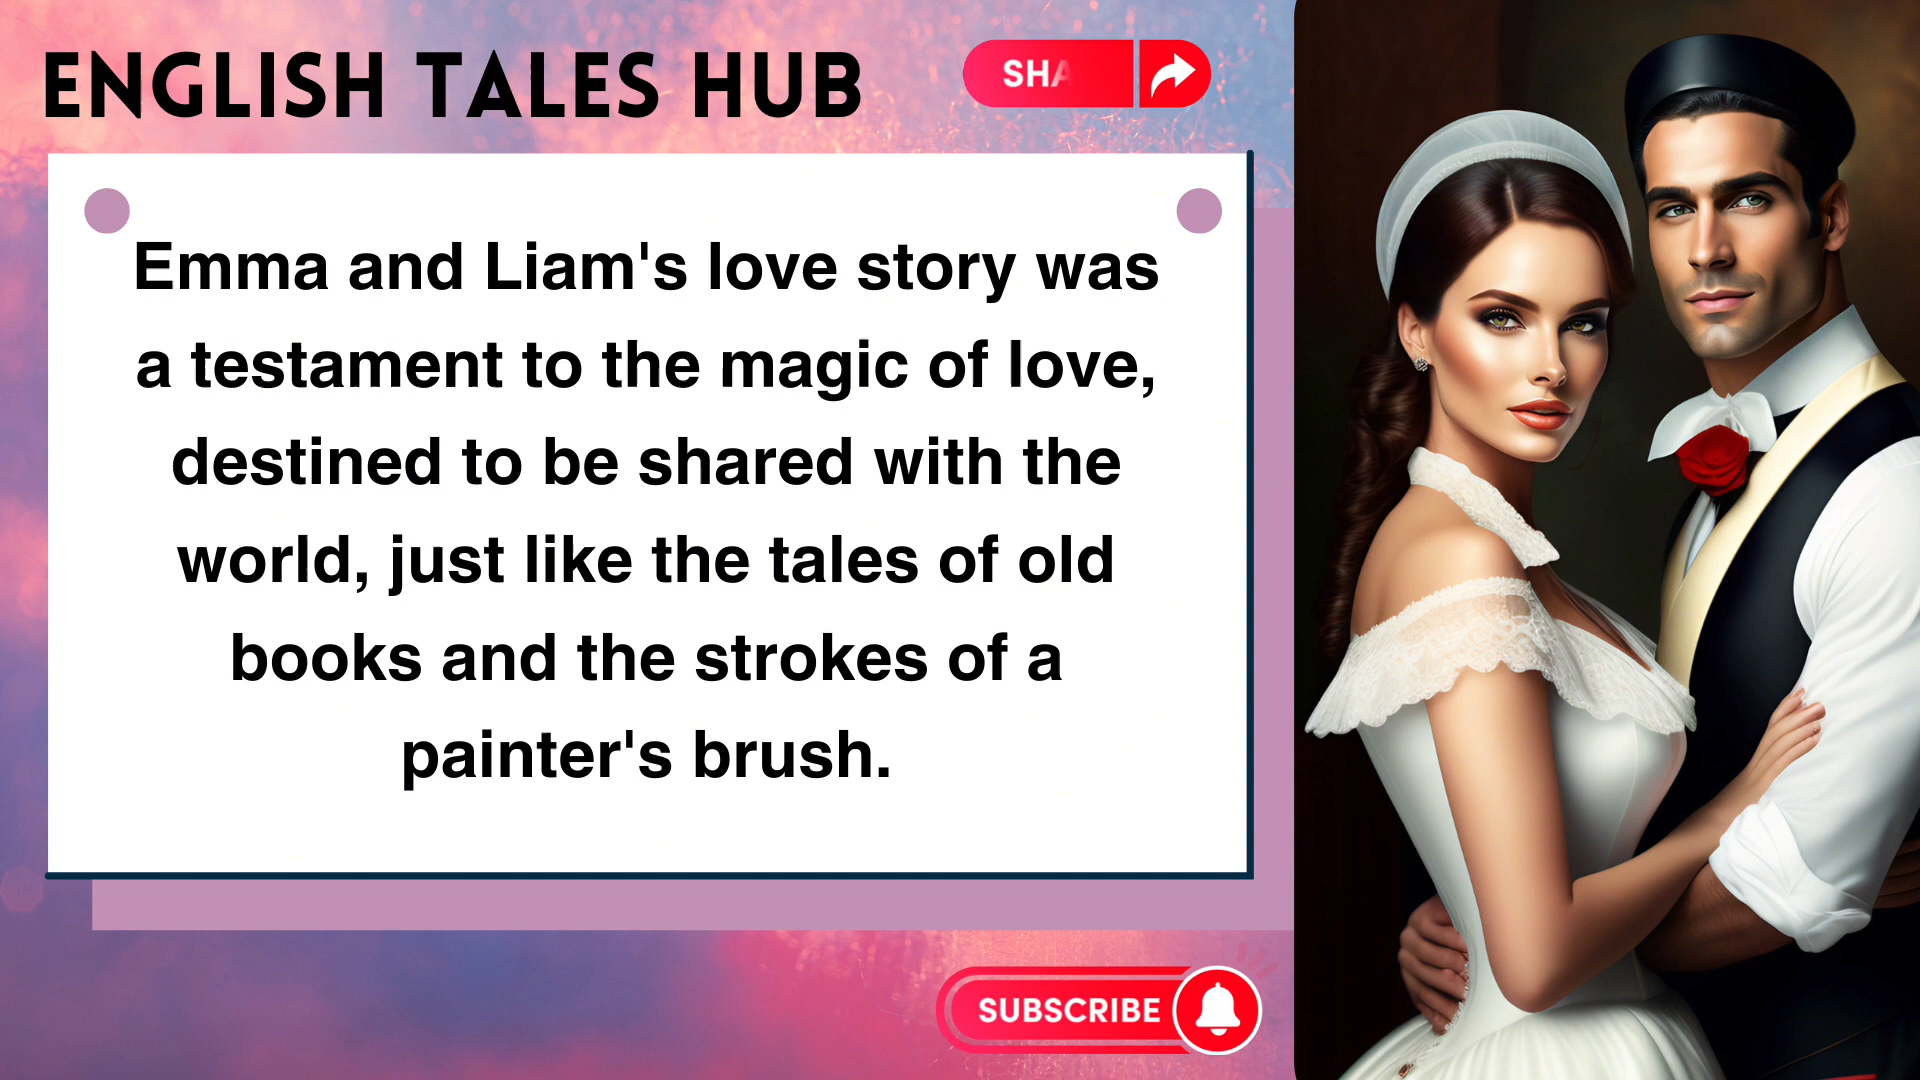 ENGLISH TALES HUB
SHA
Emma and Liam's love story was
a testament to the magic of love,
destined to be shared with the
world, just like the tales of old
books and the strokes of a
painter's brush.
SUBSCRIBE